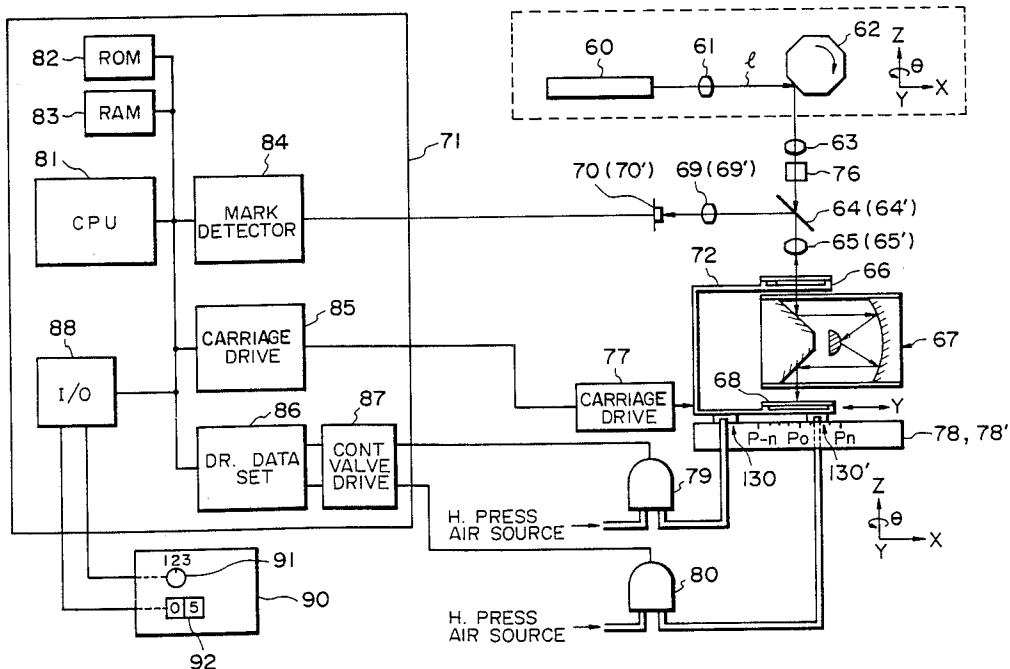 82
ROM
83
RAM
81
CPU
84
MARK
DETECTOR
71
88
I/O
85
CARRIAGE
DRIVE
86
DR. DATA
SET
87
CONT
VALVE
DRIVE
60
61
ℓ
62
Z
θ
Y
X
63
76
70 (70')
69 (69')
64 (64')
65 (65')
72
66
67
68
77
CARRIAGE
DRIVE
Y
P-n Po Pn
78, 78'
130
130'
79
H. PRESS
AIR SOURCE
Z
θ
Y
X
80
H. PRESS
AIR SOURCE
123
91
90
0 5
92